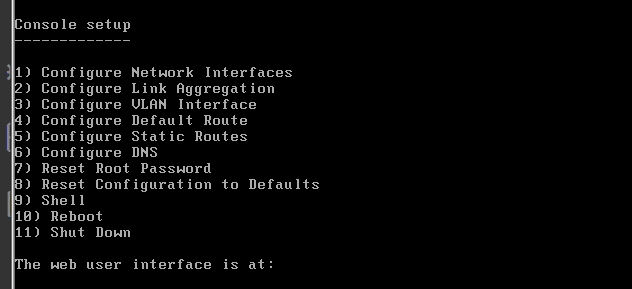 Console setup
-------------
1) Configure Network Interfaces
2) Configure Link Aggregation
3) Configure VLAN Interface
4) Configure Default Route
5) Configure Static Routes
6) Configure DNS
7) Reset Root Password
8) Reset Configuration to Defaults
9) Shell
10) Reboot
11) Shut Down
The web user interface is at: